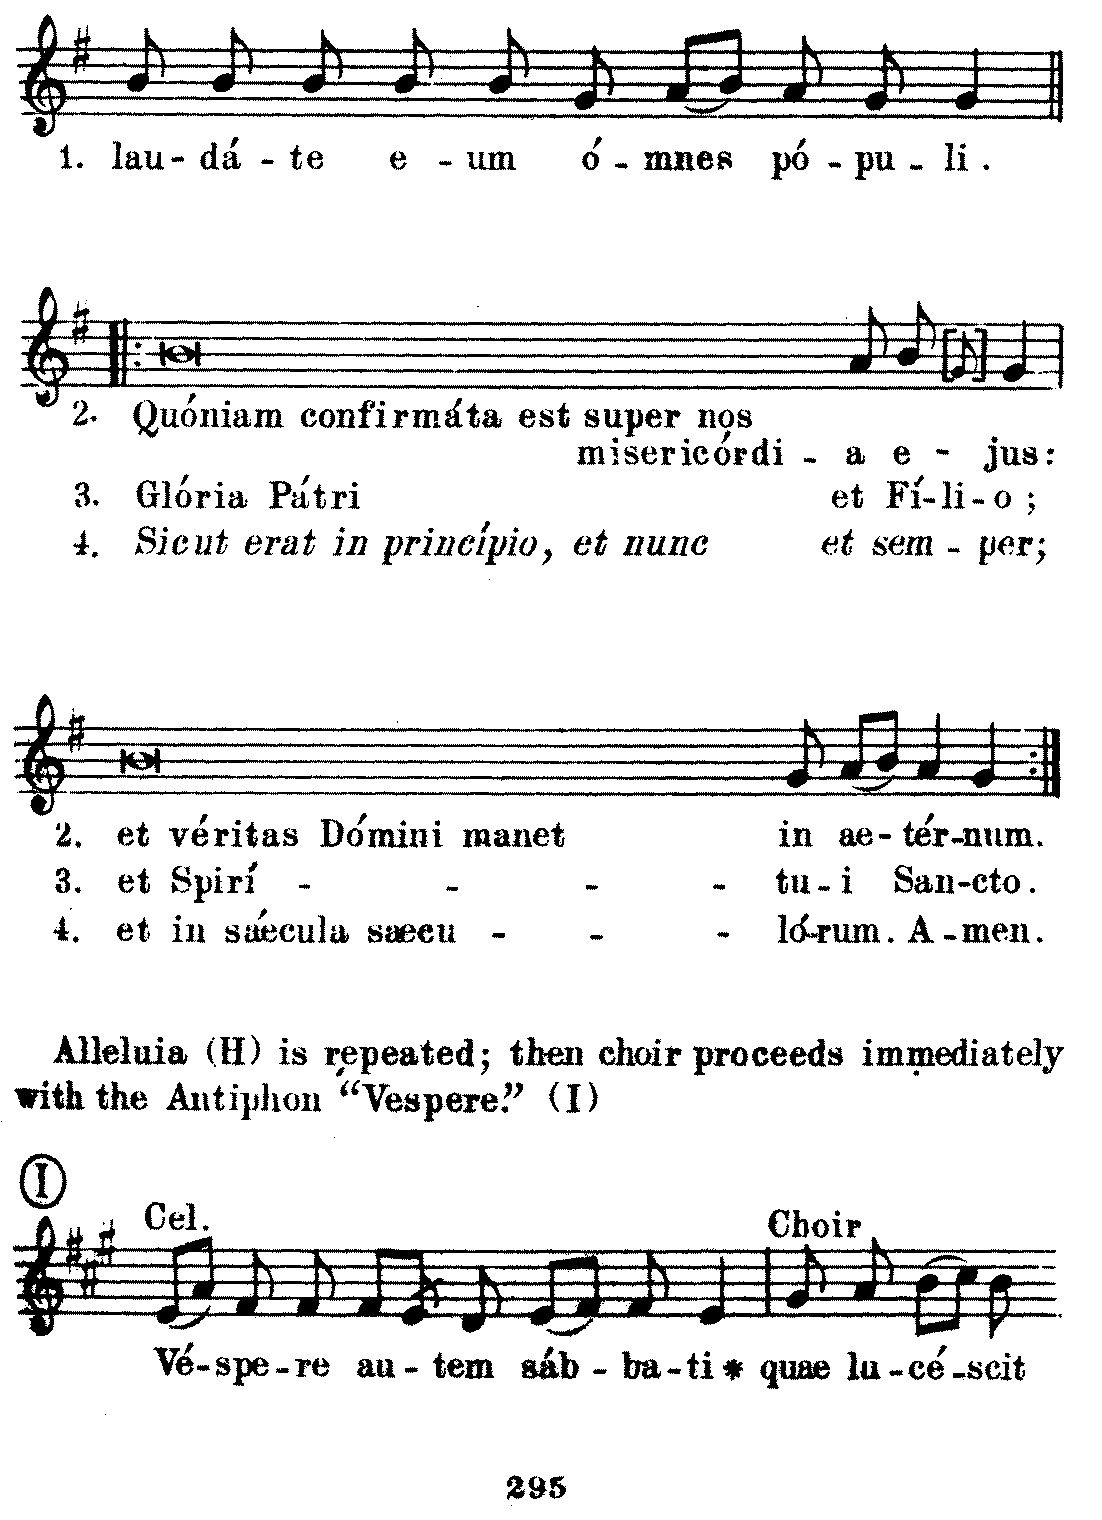 1. lau- dá - te e - um ó - mnes pó - pu - li .
2. Quóniam confirmáta est super nos
misericórdi - a e - jus:
3. Glória Pátri et Fí-li-o ;
4. Sicut erat in princípio, et nunc et sem - per;
2. et véritas Dómini manet in ae- tér-num.
3. et Spirí - - - - tu-i San-cto.
4. et in sáecula saecu - - - ló-rum. A-men.
Alleluia (H) is repeated; then choir proceeds immediately
with the Antiphon “Vespere.” (I)
I
Cel. Choir
Vé-spe-re au-tem sáb - ba-ti * quae lu-cé-scit
295